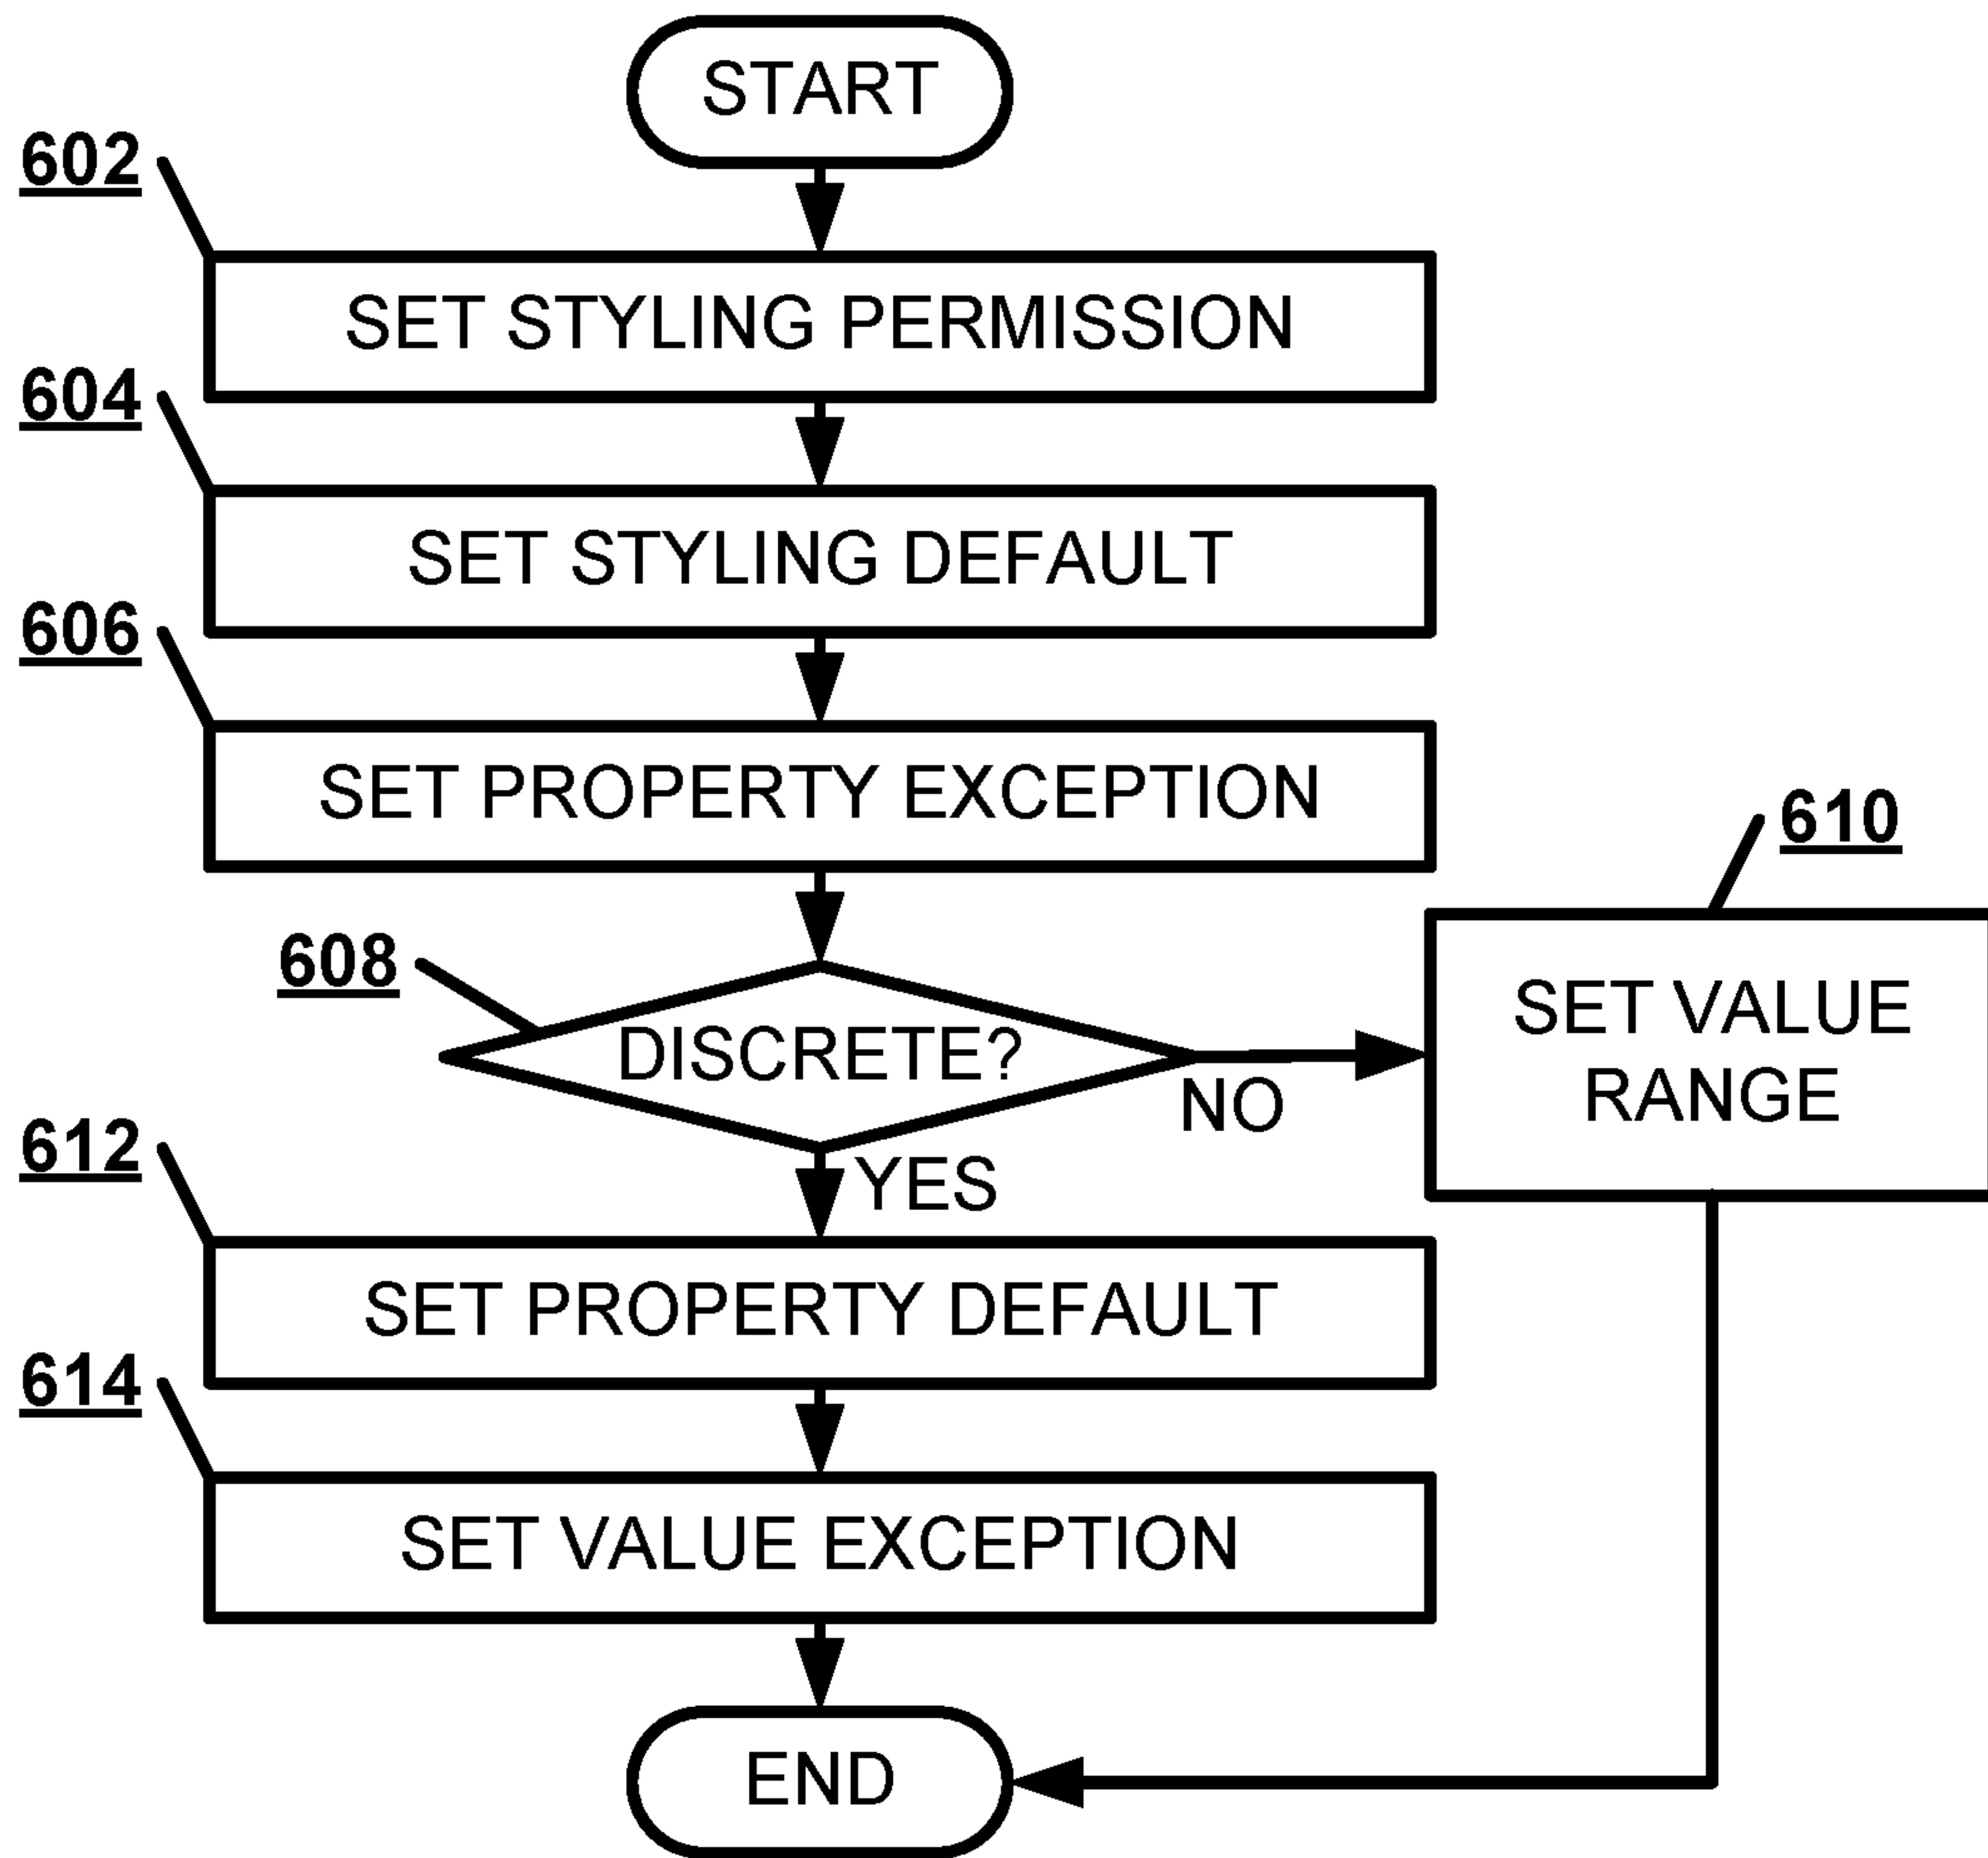 START
602
SET STYLING PERMISSION
604
SET STYLING DEFAULT
606
SET PROPERTY EXCEPTION
610
608
DISCRETE?
NO
SET VALUE
RANGE
YES
612
SET PROPERTY DEFAULT
614
SET VALUE EXCEPTION
END